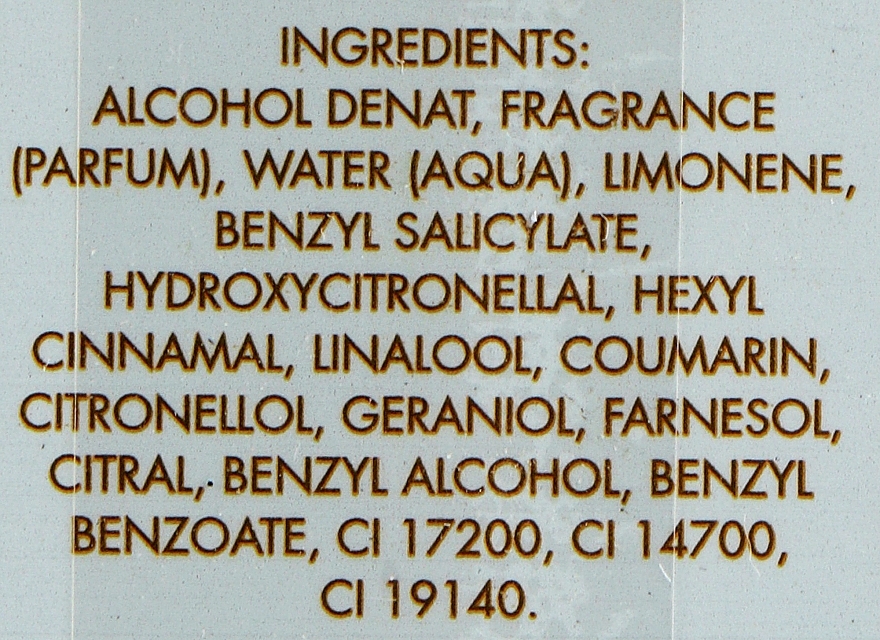 INGREDIENTS:
ALCOHOL DENAT, FRAGRANCE
(PARFUM), WATER (AQUA), LIMONENE,
BENZYL SALICYLATE,
HYDROXYCITRONELLAL, HEXYL
CINNAMAL, LINALOOL, COUMARIN,
CITRONELLOL, GERANIOL, FARNESOL,
CITRAL, BENZYL ALCOHOL, BENZYL
BENZOATE, CI 17200, CI 14700,
CI 19140.